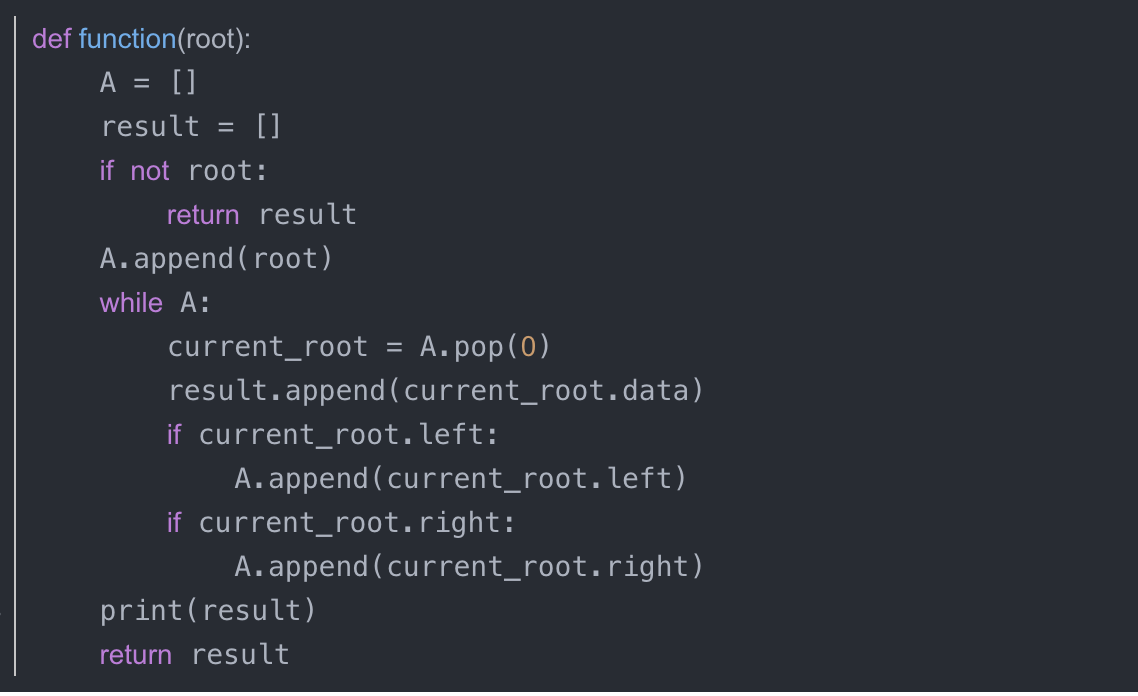 def function(root):
    A = []
    result = []
    if not root:
        return result
    A.append(root)
    while A:
        current_root = A.pop(0)
        result.append(current_root.data)
        if current_root.left:
            A.append(current_root.left)
        if current_root.right:
            A.append(current_root.right)
    print(result)
    return result